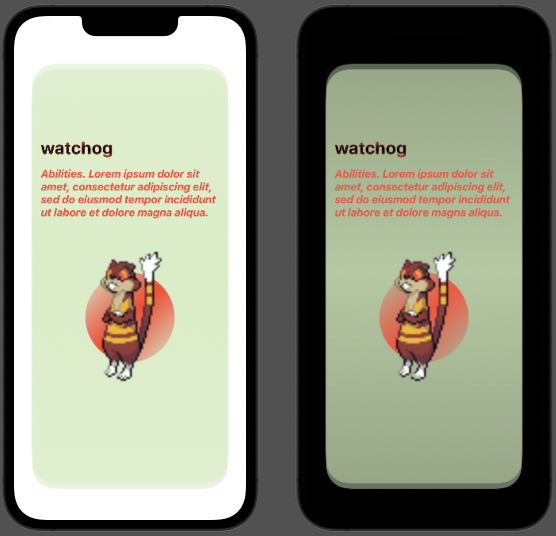 watchog
Abilities. Lorem ipsum dolor sit
amet, consectetur adipiscing elit,
sed do eiusmod tempor incididunt
ut labore et dolore magna aliqua.
watchog
Abilities. Lorem ipsum dolor sit
amet, consectetur adipiscing elit,
sed do eiusmod tempor incididunt
ut labore et dolore magna aliqua.